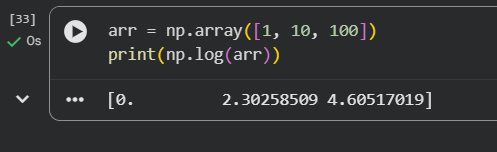 [33]
0s
arr = np.array([1, 10, 100])
print(np.log(arr))
[0.         2.30258509 4.60517019]